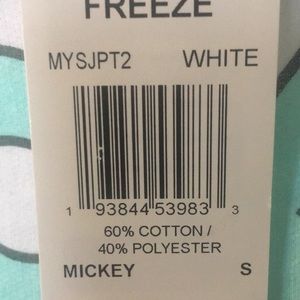 FREEZE
MYSJPT2 WHITE
1 93844 53983 3
60% COTTON /
40% POLYESTER
MICKEY S